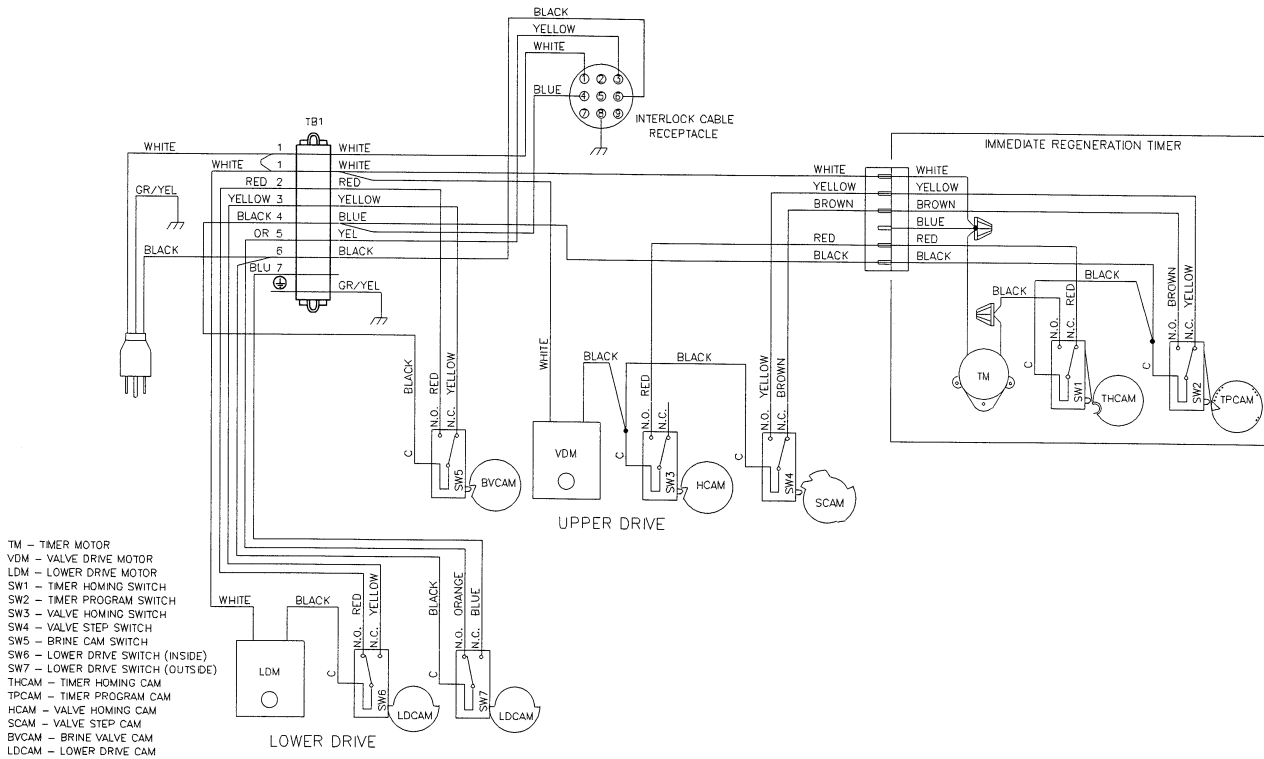 BLACK
YELLOW
WHITE
BLUE
1 2 3
4 5 6
7 8 9
INTERLOCK CABLE
RECEPTACLE
TB1
WHITE 1 WHITE
WHITE 1 WHITE
RED 2 RED
YELLOW 3 YELLOW
BLACK 4 BLUE
OR 5 YEL
BLACK 6 BLACK
BLU 7
GR/YEL
GR/YEL
IMMEDIATE REGENERATION TIMER
WHITE WHITE
YELLOW YELLOW
BROWN BROWN
BLUE
RED RED
BLACK BLACK
BLACK
BLACK
N.O.
N.C. RED
N.O. BROWN
N.C. YELLOW
C
C
TM
SW1
THCAM
SW2
TPCAM
WHITE
BLACK
BLACK
BLACK
N.O. RED
N.C. YELLOW
C
SW5
BVCAM
VDM
N.O. RED
N.C.
C
SW3
HCAM
N.O. YELLOW
N.C. BROWN
C
SW4
SCAM
UPPER DRIVE
TM – TIMER MOTOR
VDM – VALVE DRIVE MOTOR
LDM – LOWER DRIVE MOTOR
SW1 – TIMER HOMING SWITCH
SW2 – TIMER PROGRAM SWITCH
SW3 – VALVE HOMING SWITCH
SW4 – VALVE STEP SWITCH
SW5 – BRINE CAM SWITCH
SW6 – LOWER DRIVE SWITCH (INSIDE)
SW7 – LOWER DRIVE SWITCH (OUTSIDE)
THCAM – TIMER HOMING CAM
TPCAM – TIMER PROGRAM CAM
HCAM – VALVE HOMING CAM
SCAM – VALVE STEP CAM
BVCAM – BRINE VALVE CAM
LDCAM – LOWER DRIVE CAM
WHITE
BLACK
N.O. RED
N.C. YELLOW
BLACK
N.O. ORANGE
N.C. BLUE
LDM
C
SW6
LDCAM
C
SW7
LDCAM
LOWER DRIVE